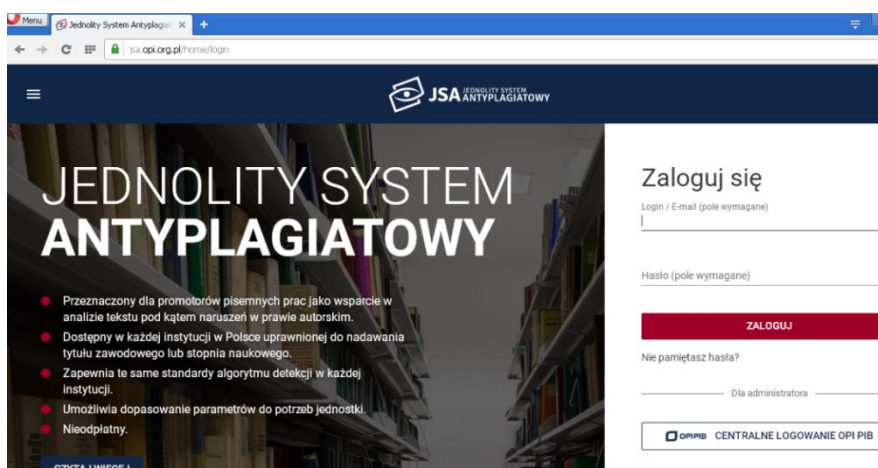 Menu
Jednolity System Antyplagiat
jsa.opi.org.pl/home/login
JSA JEDNOLITY SYSTEM
ANTYPLAGIATOWY
JEDNOLITY SYSTEM
ANTYPLAGIATOWY
Przeznaczony dla promotorów pisemnych prac jako wsparcie w
analizie tekstu pod kątem naruszeń w prawie autorskim.
Dostępny w każdej instytucji w Polsce uprawnionej do nadawania
tytułu zawodowego lub stopnia naukowego.
Zapewnia te same standardy algorytmu detekcji w każdej
instytucji.
Umożliwia dopasowanie parametrów do potrzeb jednostki.
Nieodpłatny.
CZYTAJ WIĘCEJ
Zaloguj się
Login / E-mail (pole wymagane)
Hasło (pole wymagane)
ZALOGUJ
Nie pamiętasz hasła?
Dla administratora
OPI PIB CENTRALNE LOGOWANIE OPI PIB